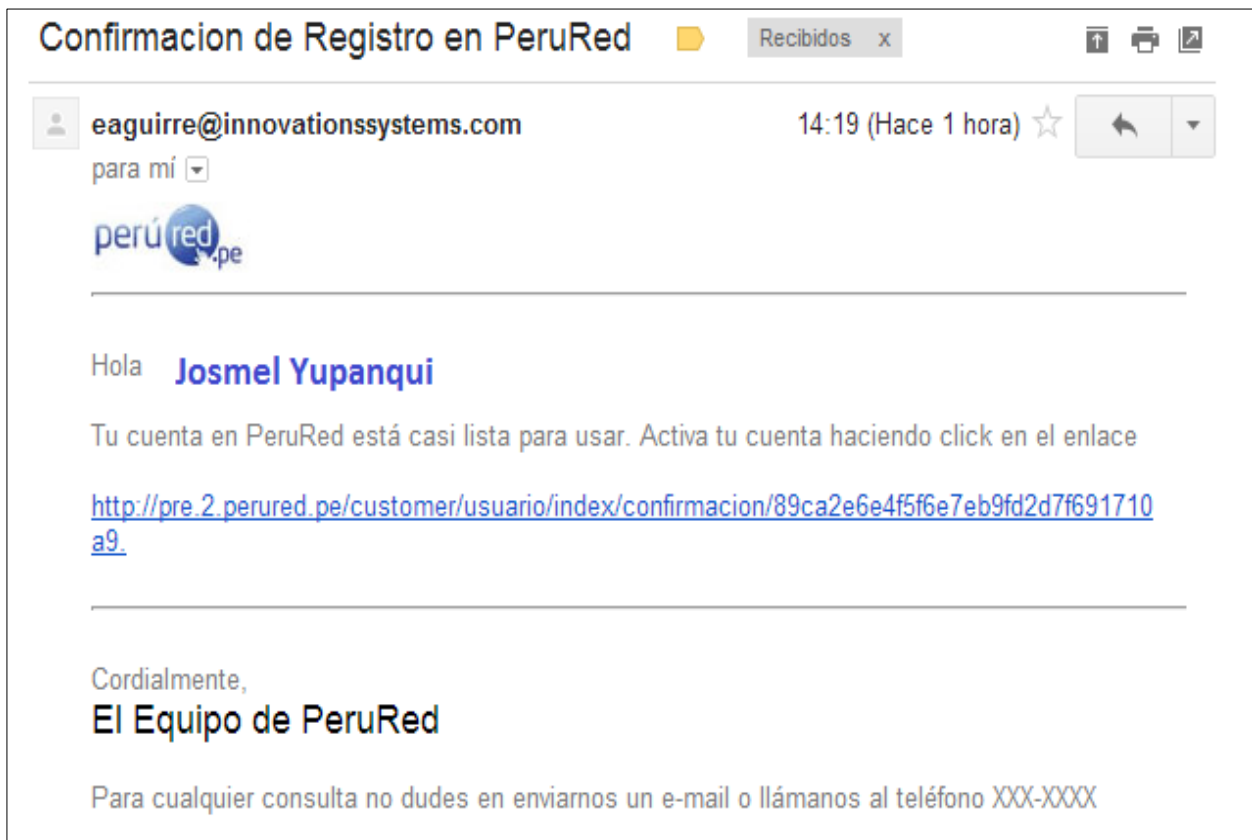 Confirmacion de Registro en PeruRed Recibidos x
eaguirre@innovationssystems.com 14:19 (Hace 1 hora)
para mí
perú red .pe
Hola Josmel Yupanqui
Tu cuenta en PeruRed está casi lista para usar. Activa tu cuenta haciendo click en el enlace
http://pre.2.perured.pe/customer/usuario/index/confirmacion/89ca2e6e4f5f6e7eb9fd2d7f691710
a9.
Cordialmente,
El Equipo de PeruRed
Para cualquier consulta no dudes en enviarnos un e-mail o llámanos al teléfono XXX-XXXX